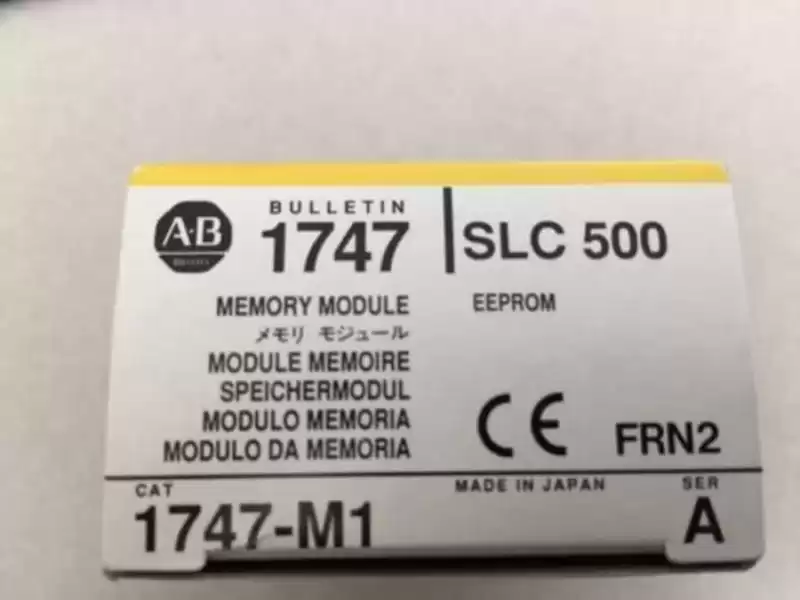 A·B
BULLETIN
1747
SLC 500
MEMORY MODULE
EEPROM
メモリ モジュール
MODULE MEMOIRE
SPEICHERMODUL
MODULO MEMORIA
MODULO DA MEMORIA
CE
FRN2
CAT
MADE IN JAPAN
SER
1747-M1
A